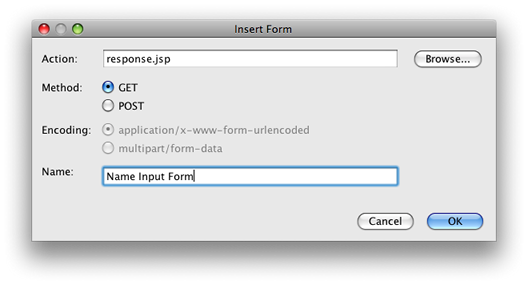 Insert Form
Action: response.jsp Browse...
Method: GET
POST
Encoding: application/x-www-form-urlencoded
multipart/form-data
Name: Name Input Form
Cancel OK